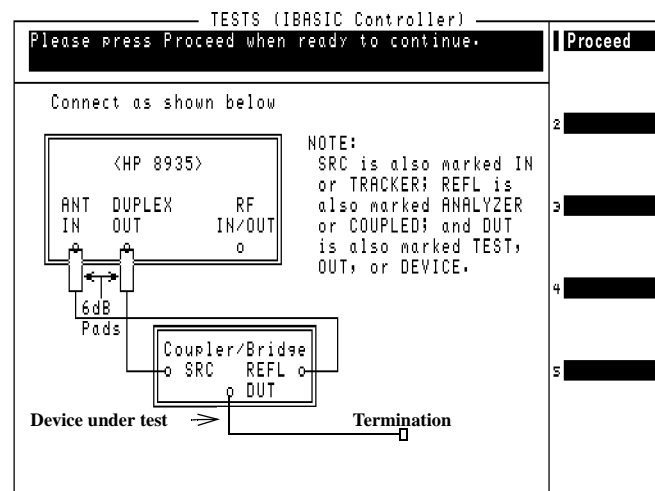 TESTS (IBASIC Controller)
Please press Proceed when ready to continue.
Proceed
Connect as shown below
2
<HP 8935>
ANT DUPLEX RF
IN OUT IN/OUT
NOTE:
SRC is also marked IN
or TRACKER; REFL is
also marked ANALYZER
or COUPLED; and DUT
is also marked TEST,
OUT, or DEVICE.
3
4
6dB
Pads
Coupler/Bridge
SRC REFL
DUT
5
Device under test
Termination